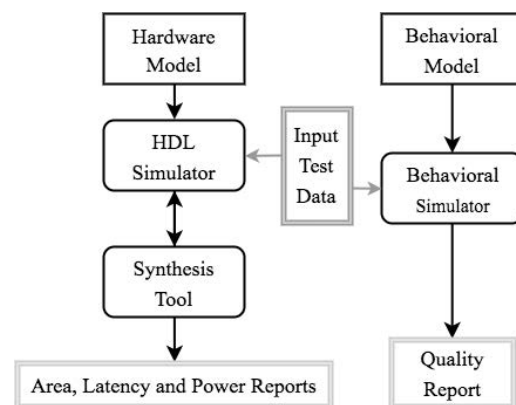 Hardware
Model
Behavioral
Model
HDL
Simulator
Input
Test
Data
Behavioral
Simulator
Synthesis
Tool
Area, Latency and Power Reports
Quality
Report